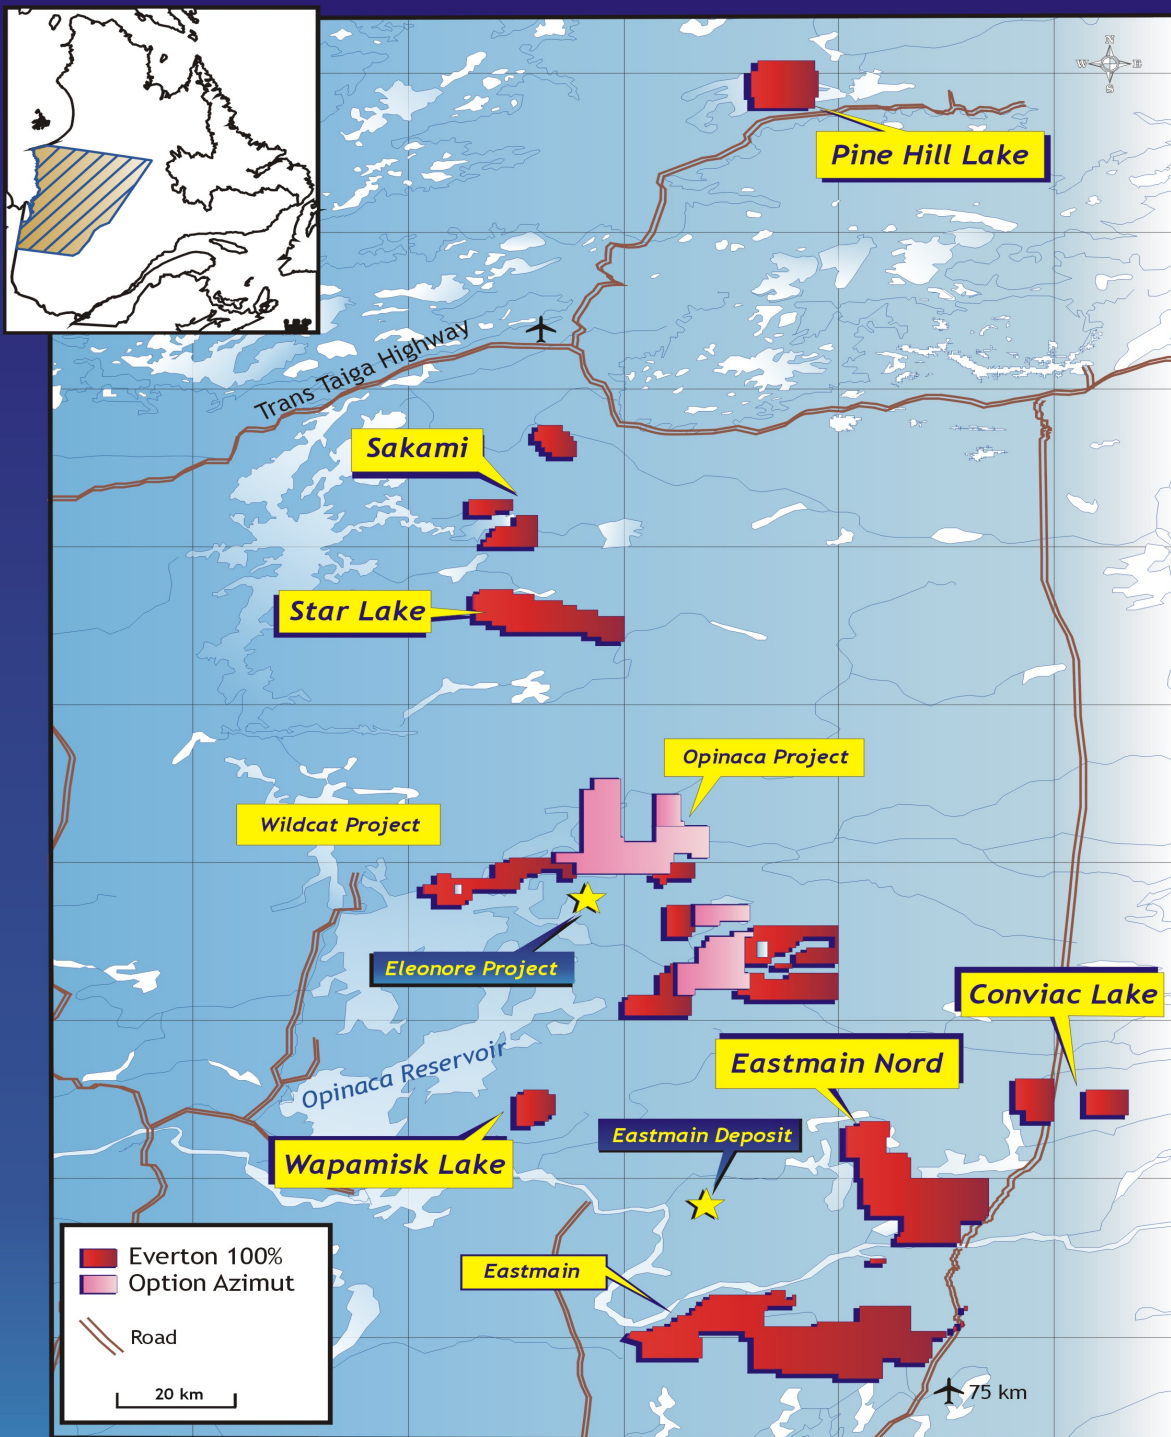 N
W E
S
Pine Hill Lake
Trans Taiga Highway
Sakami
Star Lake
Opinaca Project
Wildcat Project
Eleonore Project
Conviac Lake
Opinaca Reservoir
Eastmain Nord
Eastmain Deposit
Wapamisk Lake
Eastmain
Everton 100%
Option Azimut
Road
20 km
75 km